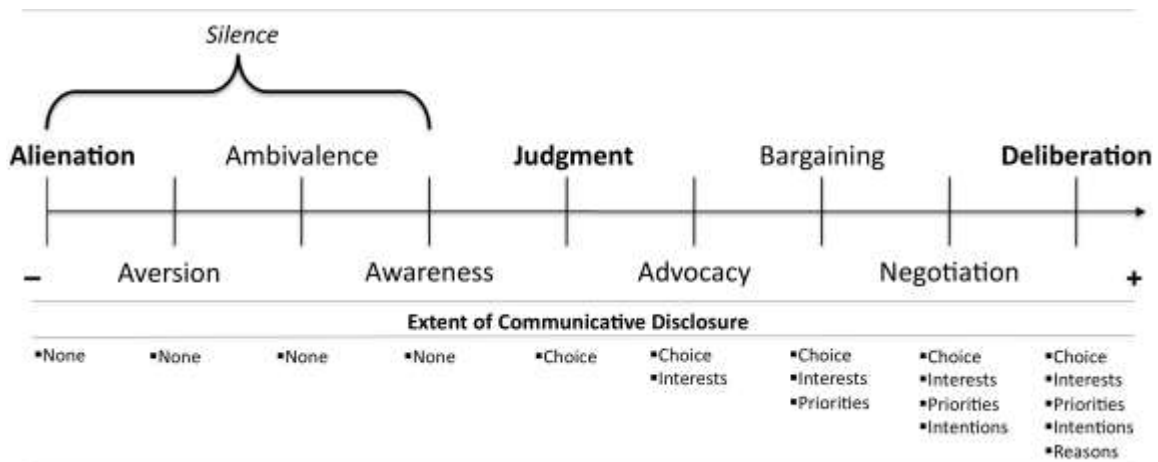 Silence
Alienation Ambivalence Judgment Bargaining Deliberation
– Aversion Awareness Advocacy Negotiation +
Extent of Communicative Disclosure
▪None ▪None ▪None ▪None ▪Choice ▪Choice ▪Choice ▪Choice ▪Choice
▪Interests ▪Interests ▪Interests ▪Interests
▪Priorities ▪Priorities ▪Priorities
▪Intentions ▪Intentions
▪Reasons